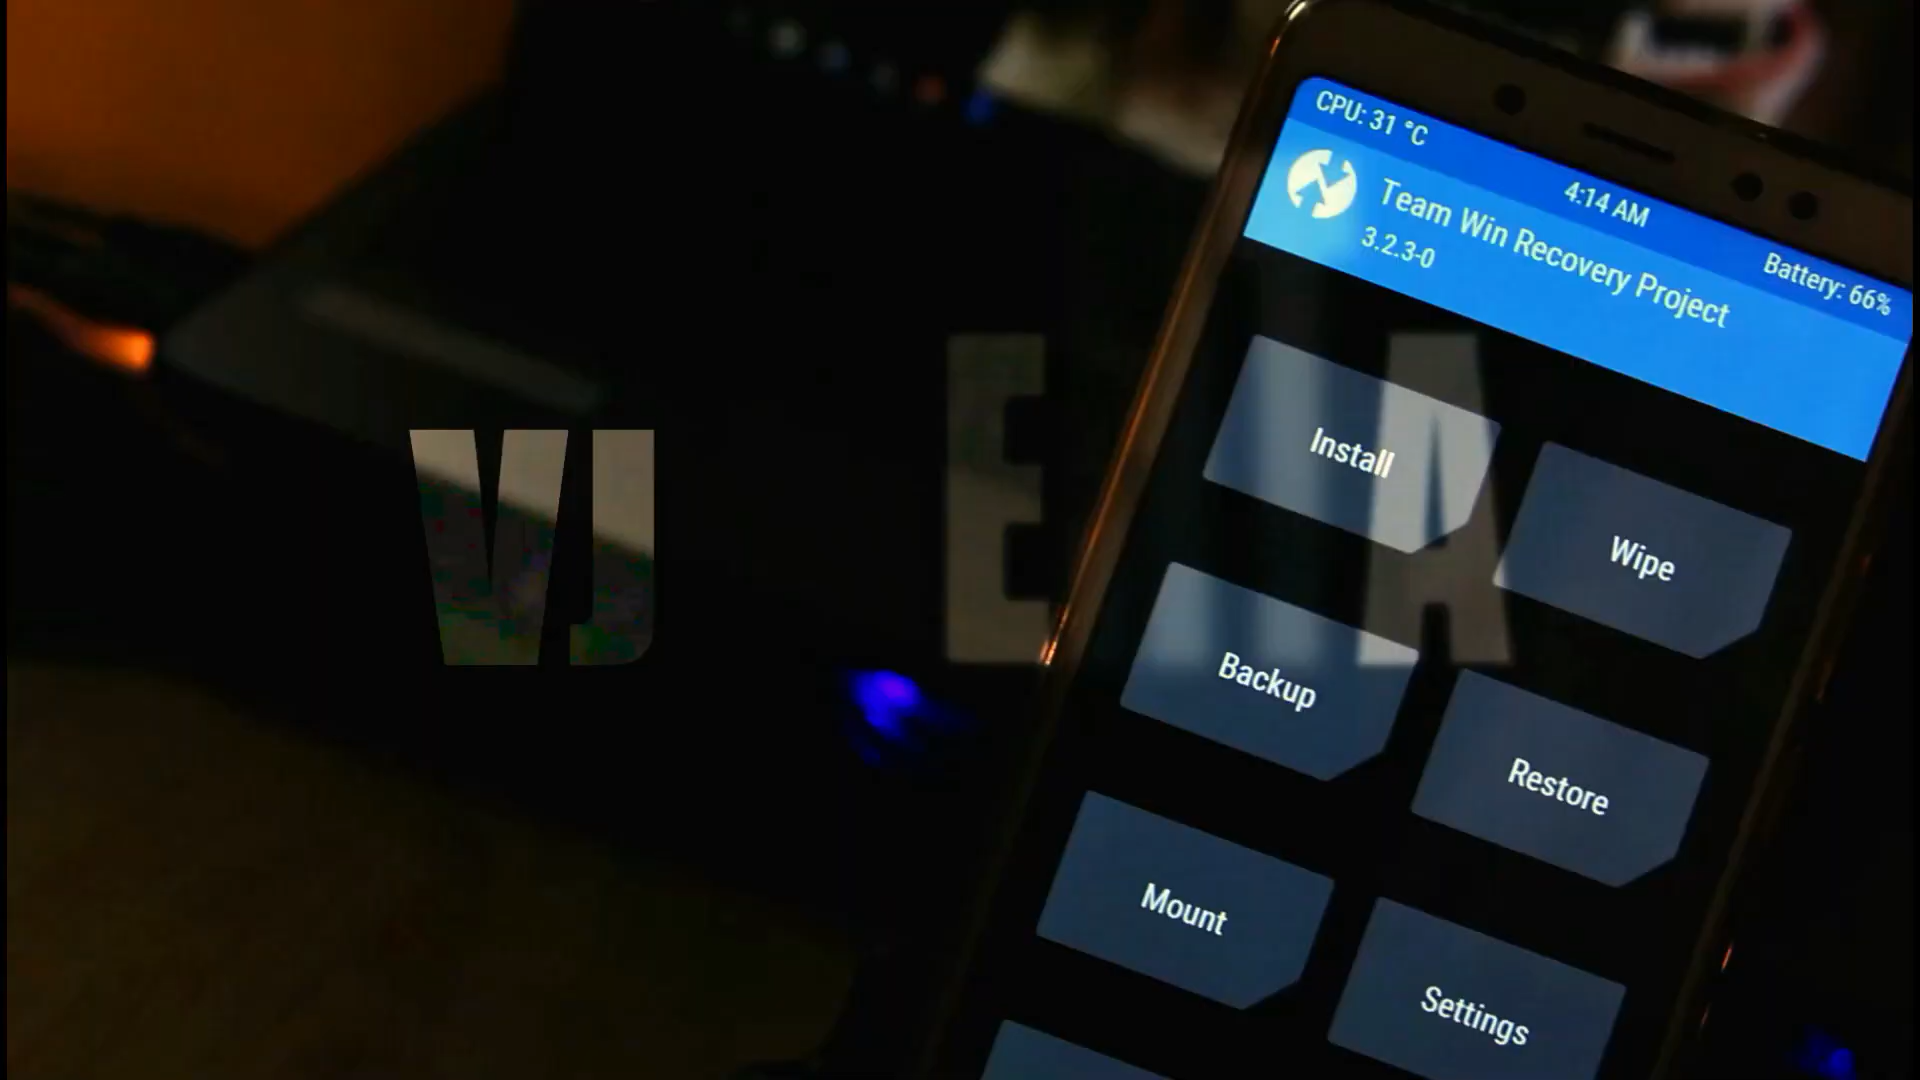 CPU: 31 °C
4:14 AM
Battery: 66%
Team Win Recovery Project
3.2.3-0
VJ
Install
Wipe
Backup
Restore
Mount
Settings